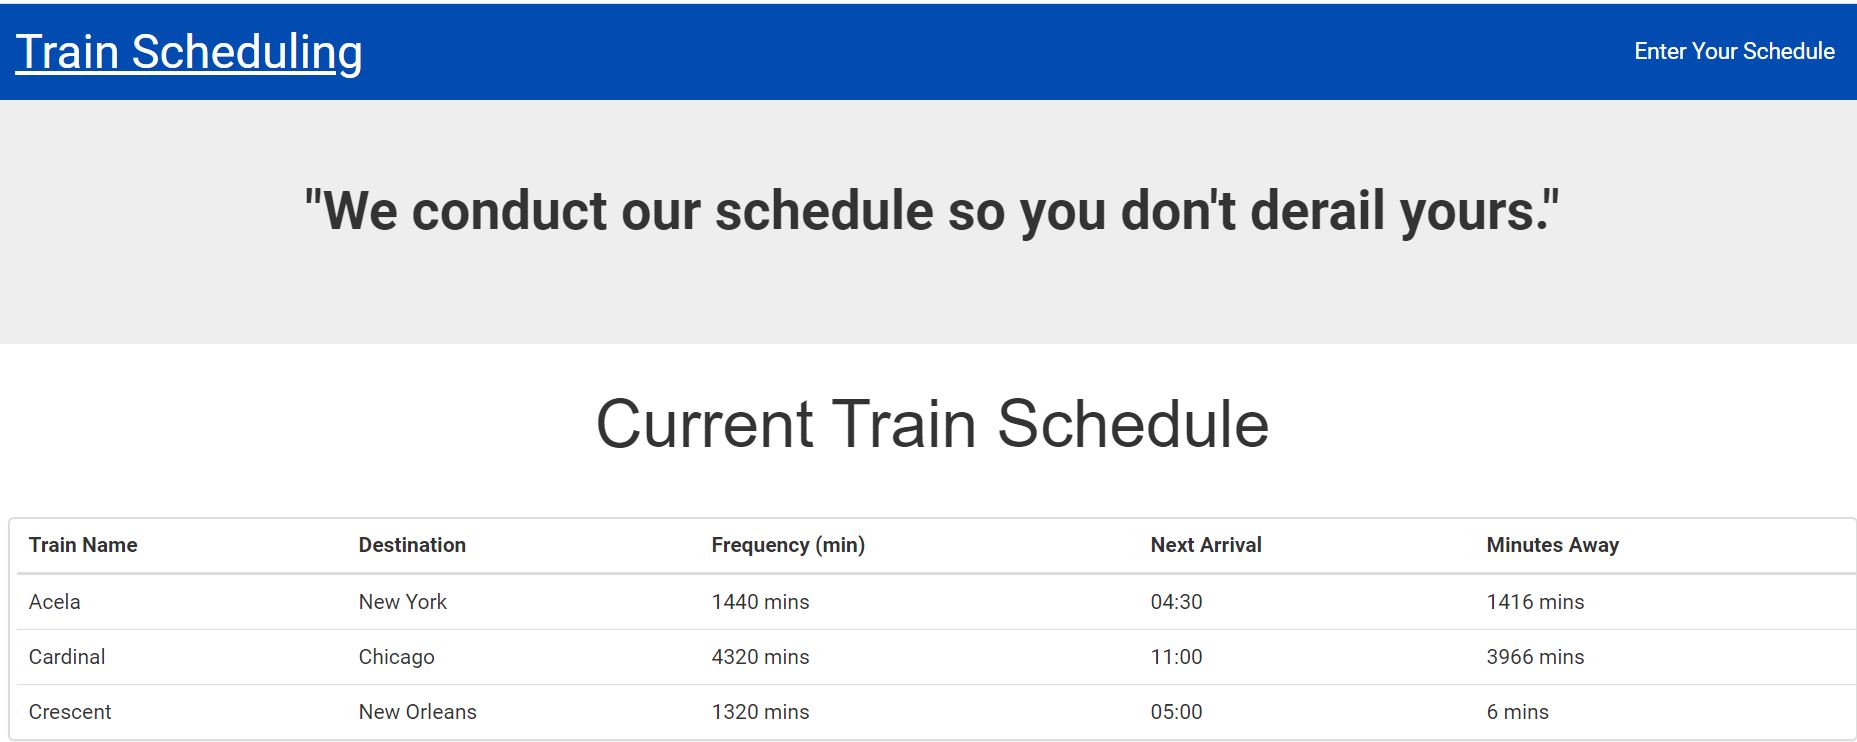 Train Scheduling Enter Your Schedule
"We conduct our schedule so you don't derail yours."
Current Train Schedule
Train Name Destination Frequency (min) Next Arrival Minutes Away
Acela New York 1440 mins 04:30 1416 mins
Cardinal Chicago 4320 mins 11:00 3966 mins
Crescent New Orleans 1320 mins 05:00 6 mins